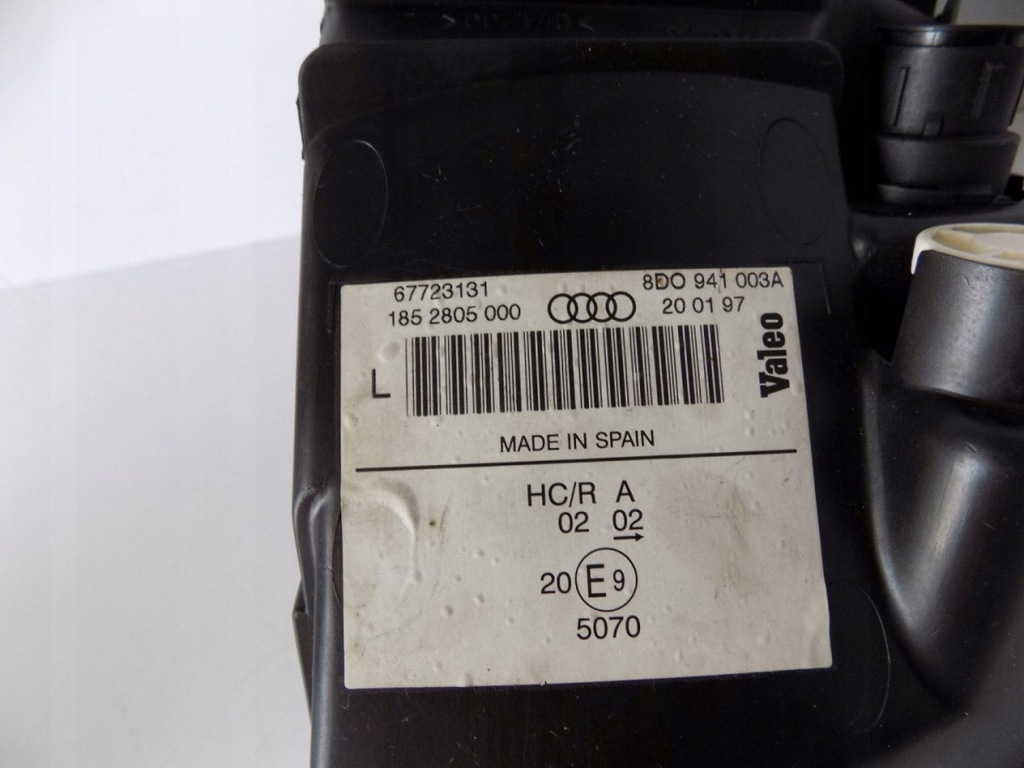 67723131
8D0 941 003A
185 2805 000
20 01 97
Valeo
L
MADE IN SPAIN
HC/R A
02 02
20 E9
5070